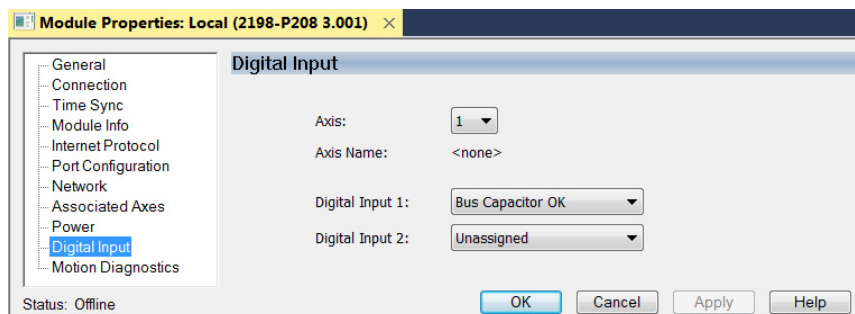 Module Properties: Local (2198-P208 3.001) ×
General
Connection
Time Sync
Module Info
Internet Protocol
Port Configuration
Network
Associated Axes
Power
Digital Input
Motion Diagnostics
Digital Input
Axis: 1
Axis Name: <none>
Digital Input 1: Bus Capacitor OK
Digital Input 2: Unassigned
Status: Offline
OK Cancel Apply Help